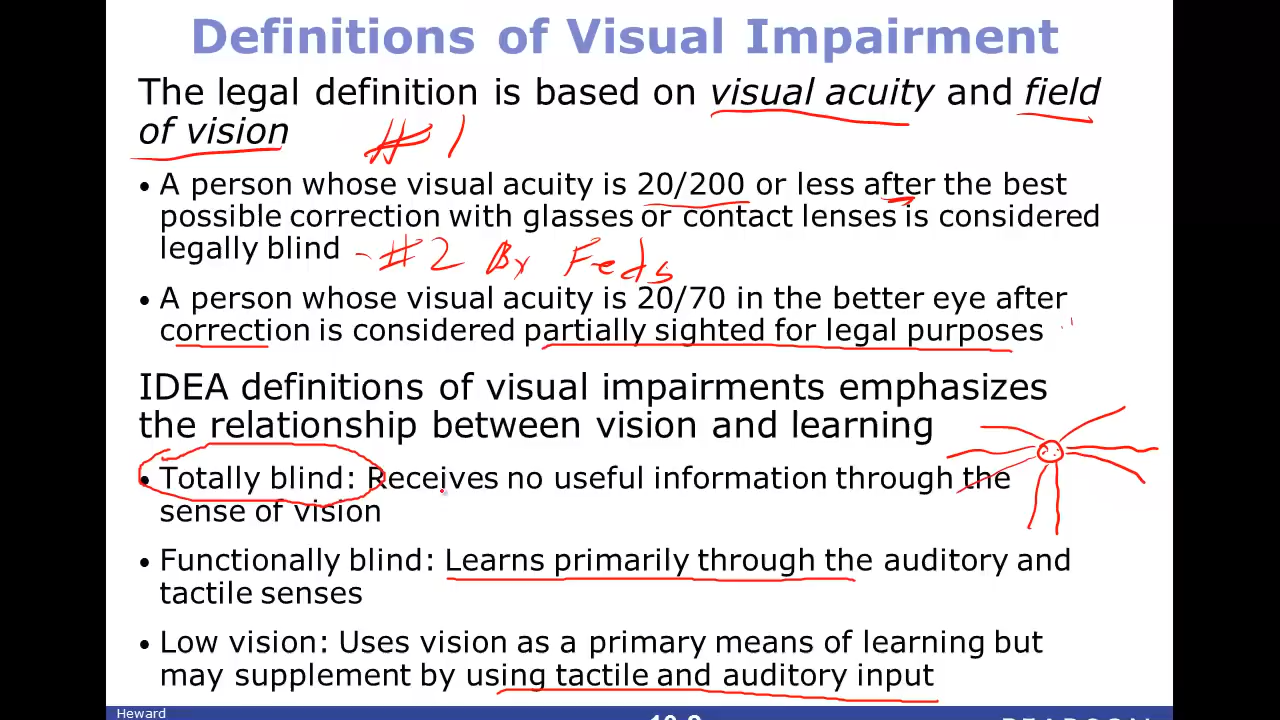 Definitions of Visual Impairment
The legal definition is based on visual acuity and field
of vision
#1
• A person whose visual acuity is 20/200 or less after the best
possible correction with glasses or contact lenses is considered
legally blind
- #2 By Feds
• A person whose visual acuity is 20/70 in the better eye after
correction is considered partially sighted for legal purposes
IDEA definitions of visual impairments emphasizes
the relationship between vision and learning
• Totally blind: Receives no useful information through the
sense of vision
• Functionally blind: Learns primarily through the auditory and
tactile senses
• Low vision: Uses vision as a primary means of learning but
may supplement by using tactile and auditory input
Heward